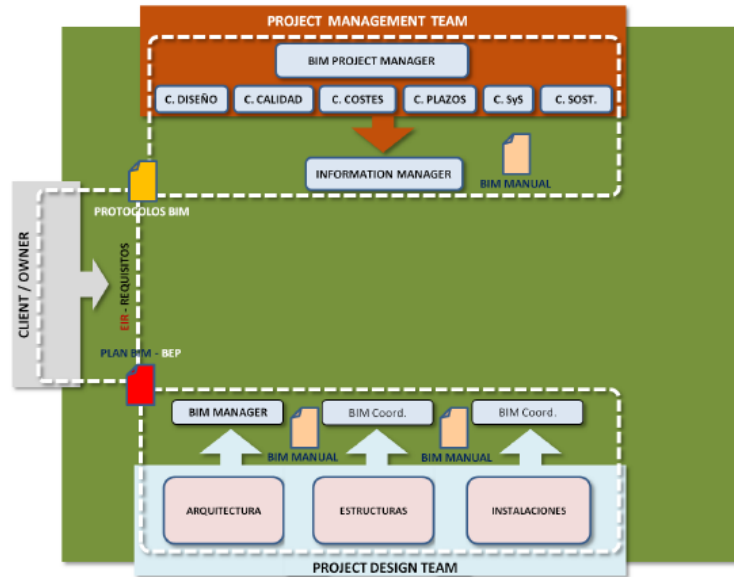 PROJECT MANAGEMENT TEAM
BIM PROJECT MANAGER
C. DISEÑO
C. CALIDAD
C. COSTES
C. PLAZOS
C. SyS
C. SOST.
INFORMATION MANAGER
BIM MANUAL
PROTOCOLOS BIM
CLIENT / OWNER
EIR - REQUISITOS
PLAN BIM - BEP
BIM MANAGER
BIM Coord.
BIM Coord.
BIM MANUAL
BIM MANUAL
ARQUITECTURA
ESTRUCTURAS
INSTALACIONES
PROJECT DESIGN TEAM